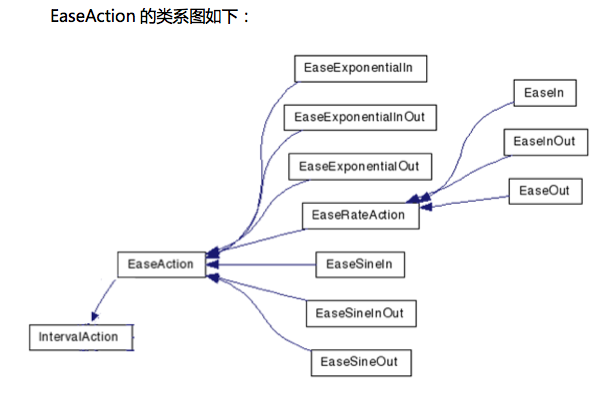 EaseAction 的类系图如下：
EaseExponentialIn
EaseIn
EaseExponentialInOut
EaseInOut
EaseExponentialOut
EaseOut
EaseRateAction
EaseAction
EaseSineIn
EaseSineInOut
IntervalAction
EaseSineOut